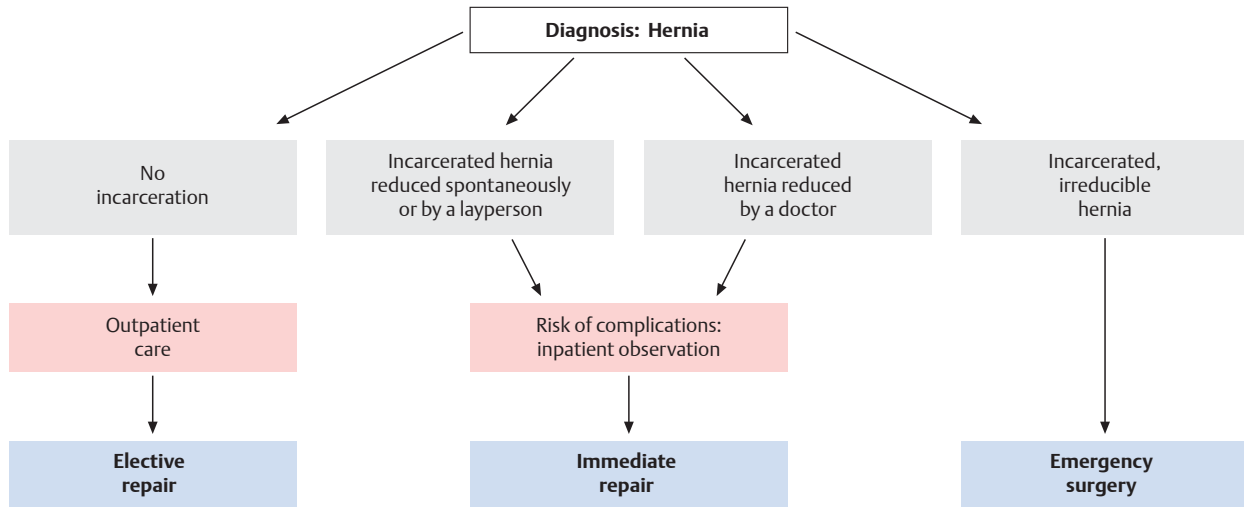 Diagnosis: Hernia
No
incarceration
Incarcerated hernia
reduced spontaneously
or by a layperson
Incarcerated
hernia reduced
by a doctor
Incarcerated,
irreducible
hernia
Outpatient
care
Risk of complications:
inpatient observation
Elective
repair
Immediate
repair
Emergency
surgery